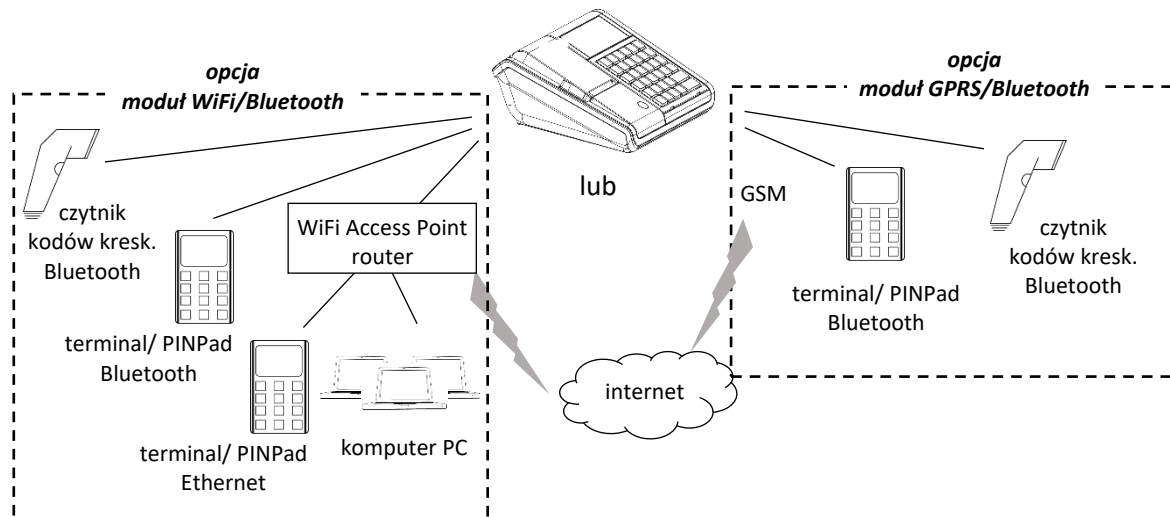 opcja
moduł WiFi/Bluetooth
czytnik
kodów kresk.
Bluetooth
WiFi Access Point
router
terminal/ PINPad
Bluetooth
terminal/ PINPad
Ethernet
komputer PC
lub
internet
GSM
opcja
moduł GPRS/Bluetooth
terminal/ PINPad
Bluetooth
czytnik
kodów kresk.
Bluetooth